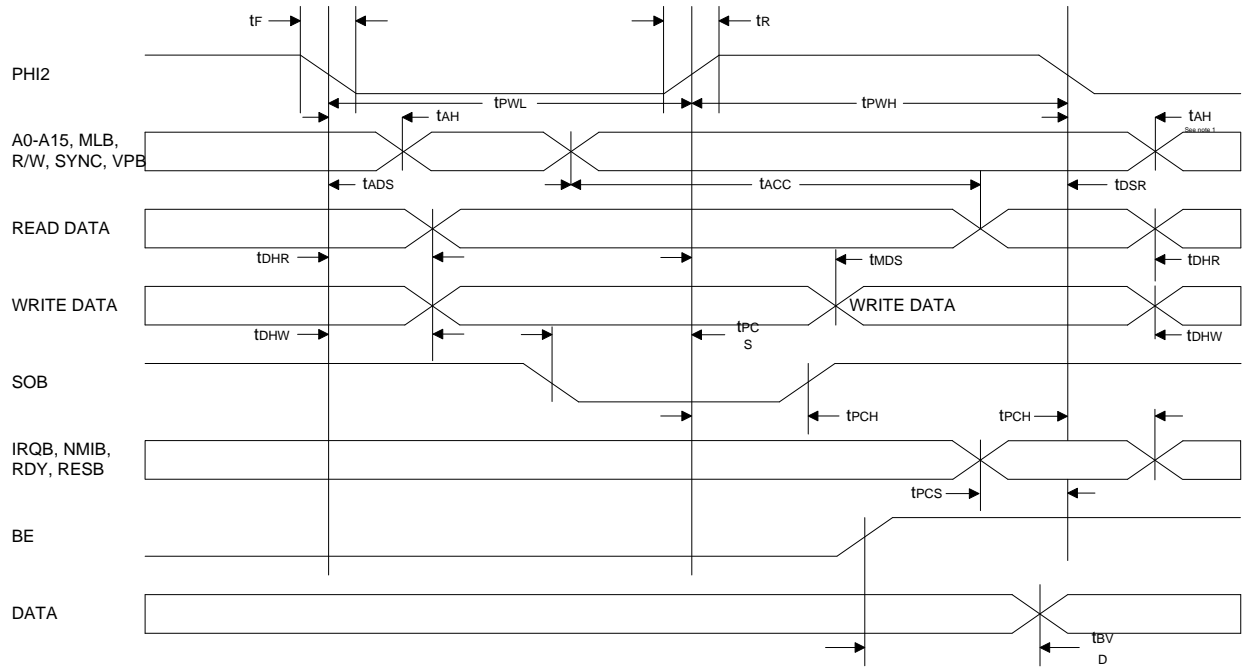 tF
tR
PHI2
tPWL
tPWH
tAH
tAH
See note 1
A0-A15, MLB,
R/W, SYNC, VPB
tADS
tACC
tDSR
READ DATA
tDHR
tMDS
tDHR
WRITE DATA
WRITE DATA
tDHW
tPC
S
tDHW
SOB
tPCH
tPCH
IRQB, NMIB,
RDY, RESB
tPCS
BE
DATA
tBV
D